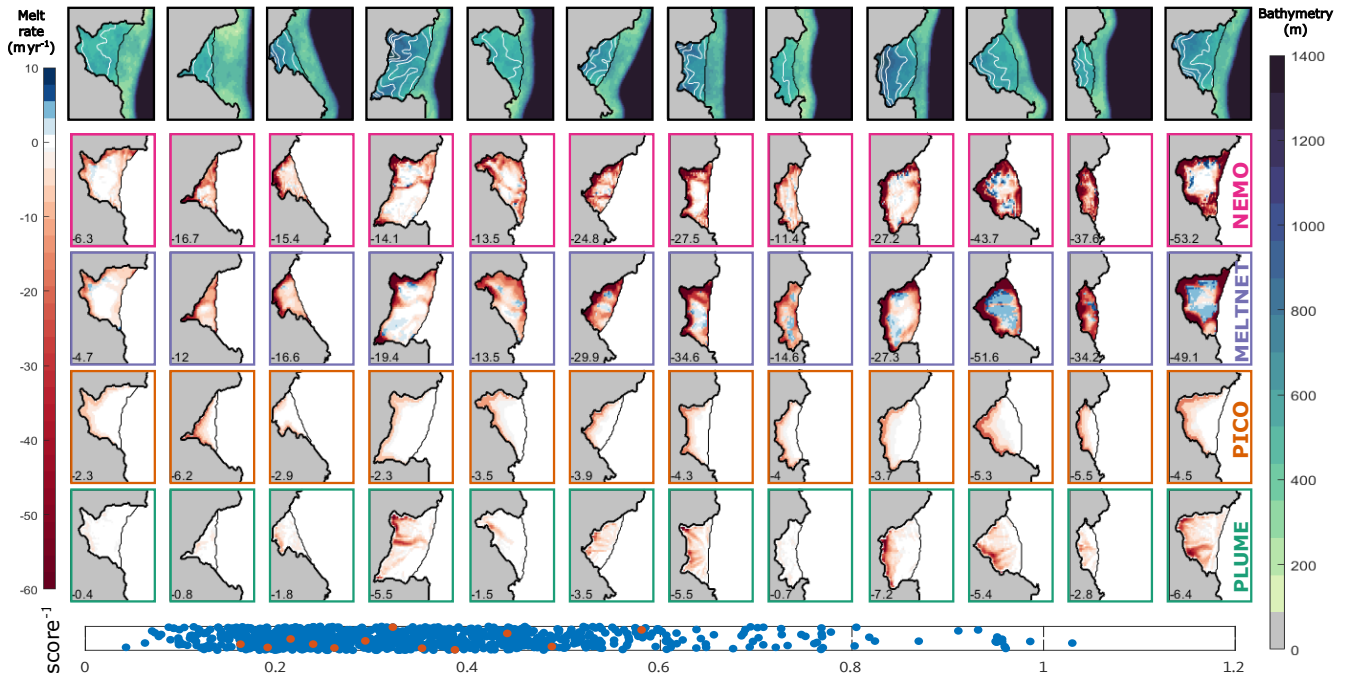 Melt
rate
(m yr-1)
Bathymetry
(m)
10
0
-10
-20
-30
-40
-50
-60
1400
1200
1000
800
600
400
200
0
-6.3 -16.7 -15.4 -14.1 -13.5 -24.8 -27.5 -11.4 -27.2 -43.7 -37.6 -53.2
NEMO
-4.7 -12 -16.6 -19.4 -13.5 -29.9 -34.6 -14.6 -27.3 -51.6 -34.2 -49.1
MELTNET
-2.3 -6.2 -2.9 -2.3 -3.5 -3.9 -4.3 -4 -3.7 -5.3 -5.5 -4.5
PICO
-0.4 -0.8 -1.8 -5.5 -1.5 -3.5 -5.5 -0.7 -7.2 -5.4 -2.8 -6.4
PLUME
score-1
0 0.2 0.4 0.6 0.8 1 1.2